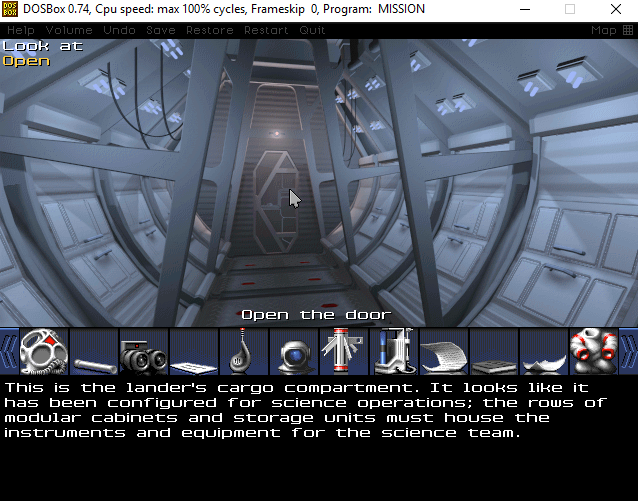 DOS
BOX
DOSBox 0.74, Cpu speed: max 100% cycles, Frameskip 0, Program: MISSION
Help Volume Undo Save Restore Restart Quit Map
Look at
Open
Open the door
This is the lander's cargo compartment. It looks like it
has been configured for science operations; the rows of
modular cabinets and storage units must house the
instruments and equipment for the science team.